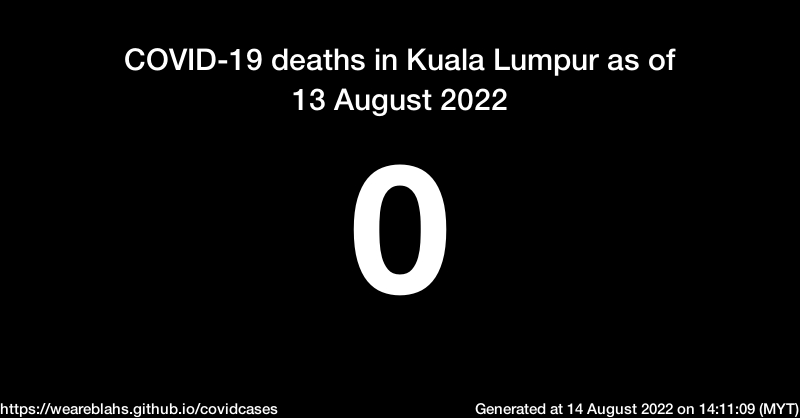 COVID-19 deaths in Kuala Lumpur as of
13 August 2022
0
https://weareblahs.github.io/covidcases
Generated at 14 August 2022 on 14:11:09 (MYT)